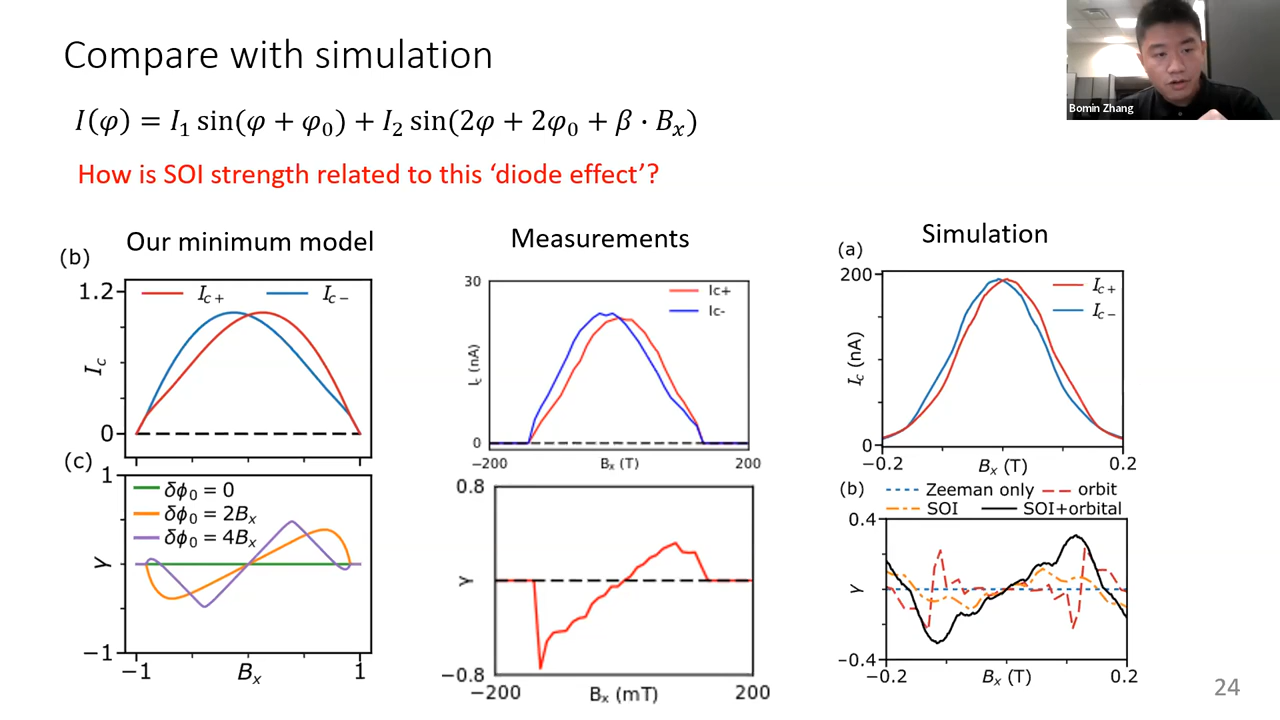 Compare with simulation
Bomin Zhang
I(φ) = I₁ sin(φ + φ₀) + I₂ sin(2φ + 2φ₀ + β · Bₓ)
How is SOI strength related to this ‘diode effect’?
Our minimum model
(b)
1.2
I_c+
I_c−
I_c
0
(c)
1
δϕ₀ = 0
δϕ₀ = 2Bₓ
δϕ₀ = 4Bₓ
γ
−1
−1
Bₓ
1
Measurements
30
Ic+
Ic-
I_c (nA)
0
−200
Bₓ (T)
200
0.8
γ
−0.8
−200
Bₓ (mT)
200
Simulation
(a)
200
I_c+
I_c−
I_c (nA)
0
−0.2
Bₓ (T)
0.2
(b)
Zeeman only
orbit
SOI
SOI+orbital
0.4
γ
−0.4
−0.2
Bₓ (T)
0.2
24